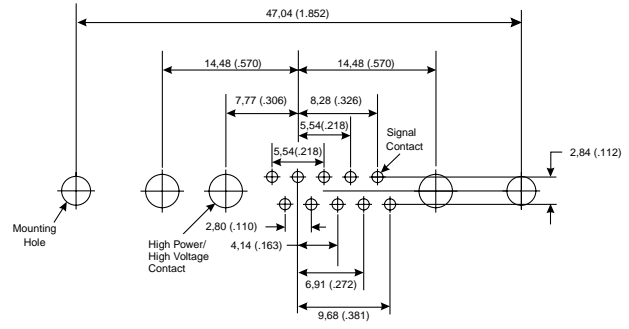 47,04 (1.852)
14,48 (.570)
14,48 (.570)
7,77 (.306)
8,28 (.326)
5,54(.218)
Signal
Contact
5,54(.218)
2,84 (.112)
Mounting
Hole
High Power/
High Voltage
Contact
2,80 (.110)
4,14 (.163)
6,91 (.272)
9,68 (.381)